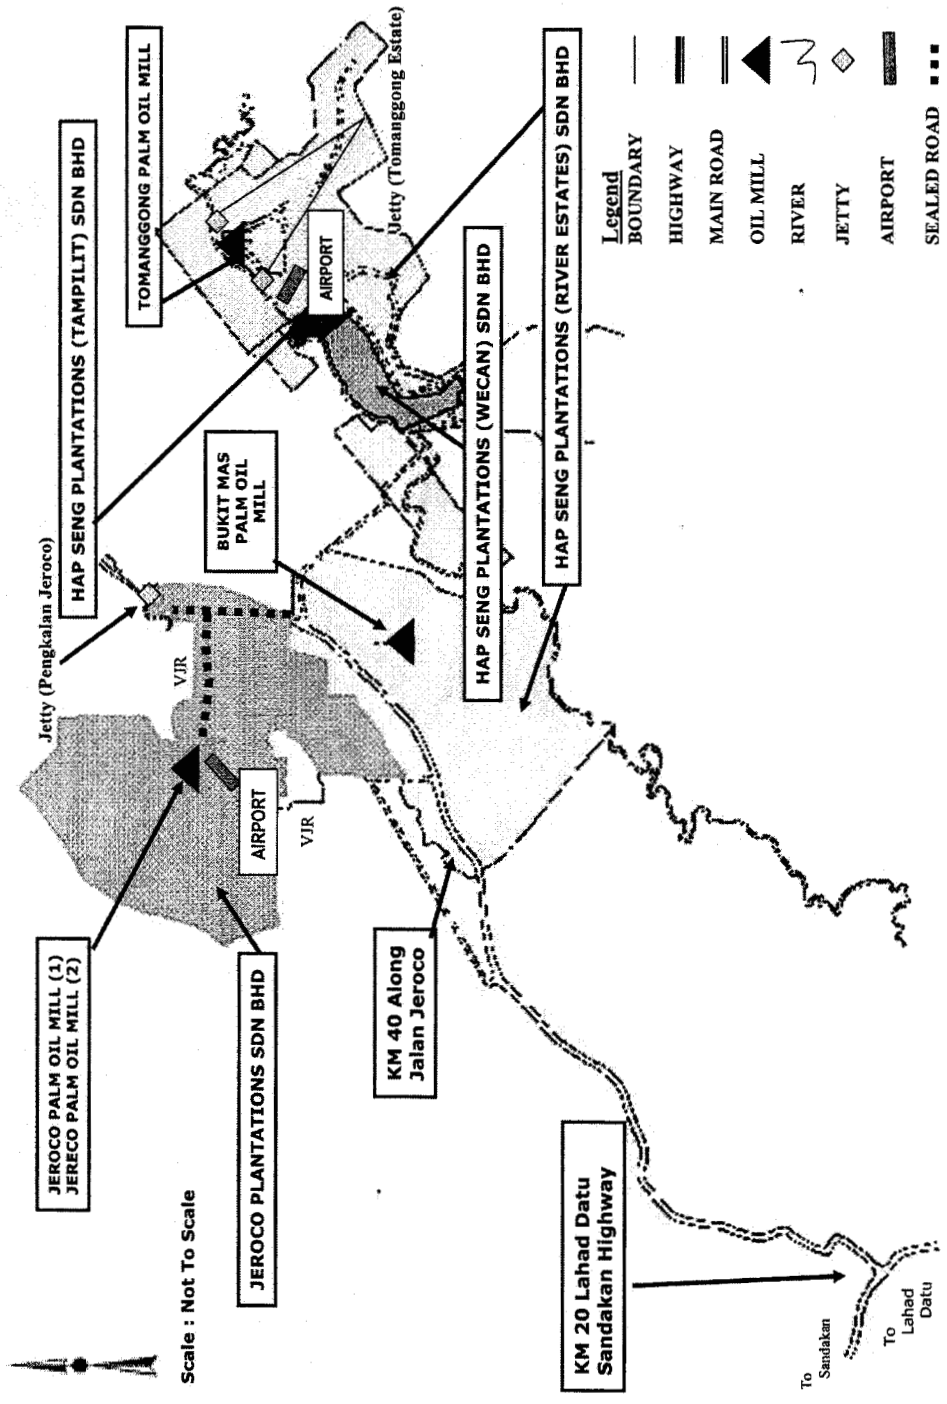 JEROCO PALM OIL MILL (1)
JERECO PALM OIL MILL (2)
Jetty (Pengkalan Jeroco)
HAP SENG PLANTATIONS (TAMPILIT) SDN BHD
TOMANGGONG PALM OIL MILL
Scale : Not To Scale
JEROCO PLANTATIONS SDN BHD
AIRPORT
VJR
VJR
BUKIT MAS
PALM OIL
MILL
AIRPORT
Jetty (Tomanggong Estate)
KM 40 Along
Jalan Jeroco
HAP SENG PLANTATIONS (WECAN) SDN BHD
HAP SENG PLANTATIONS (RIVER ESTATES) SDN BHD
KM 20 Lahad Datu
Sandakan Highway
To
Sandakan
To
Lahad
Datu
Legend
BOUNDARY
HIGHWAY
MAIN ROAD
OIL MILL
RIVER
JETTY
AIRPORT
SEALED ROAD